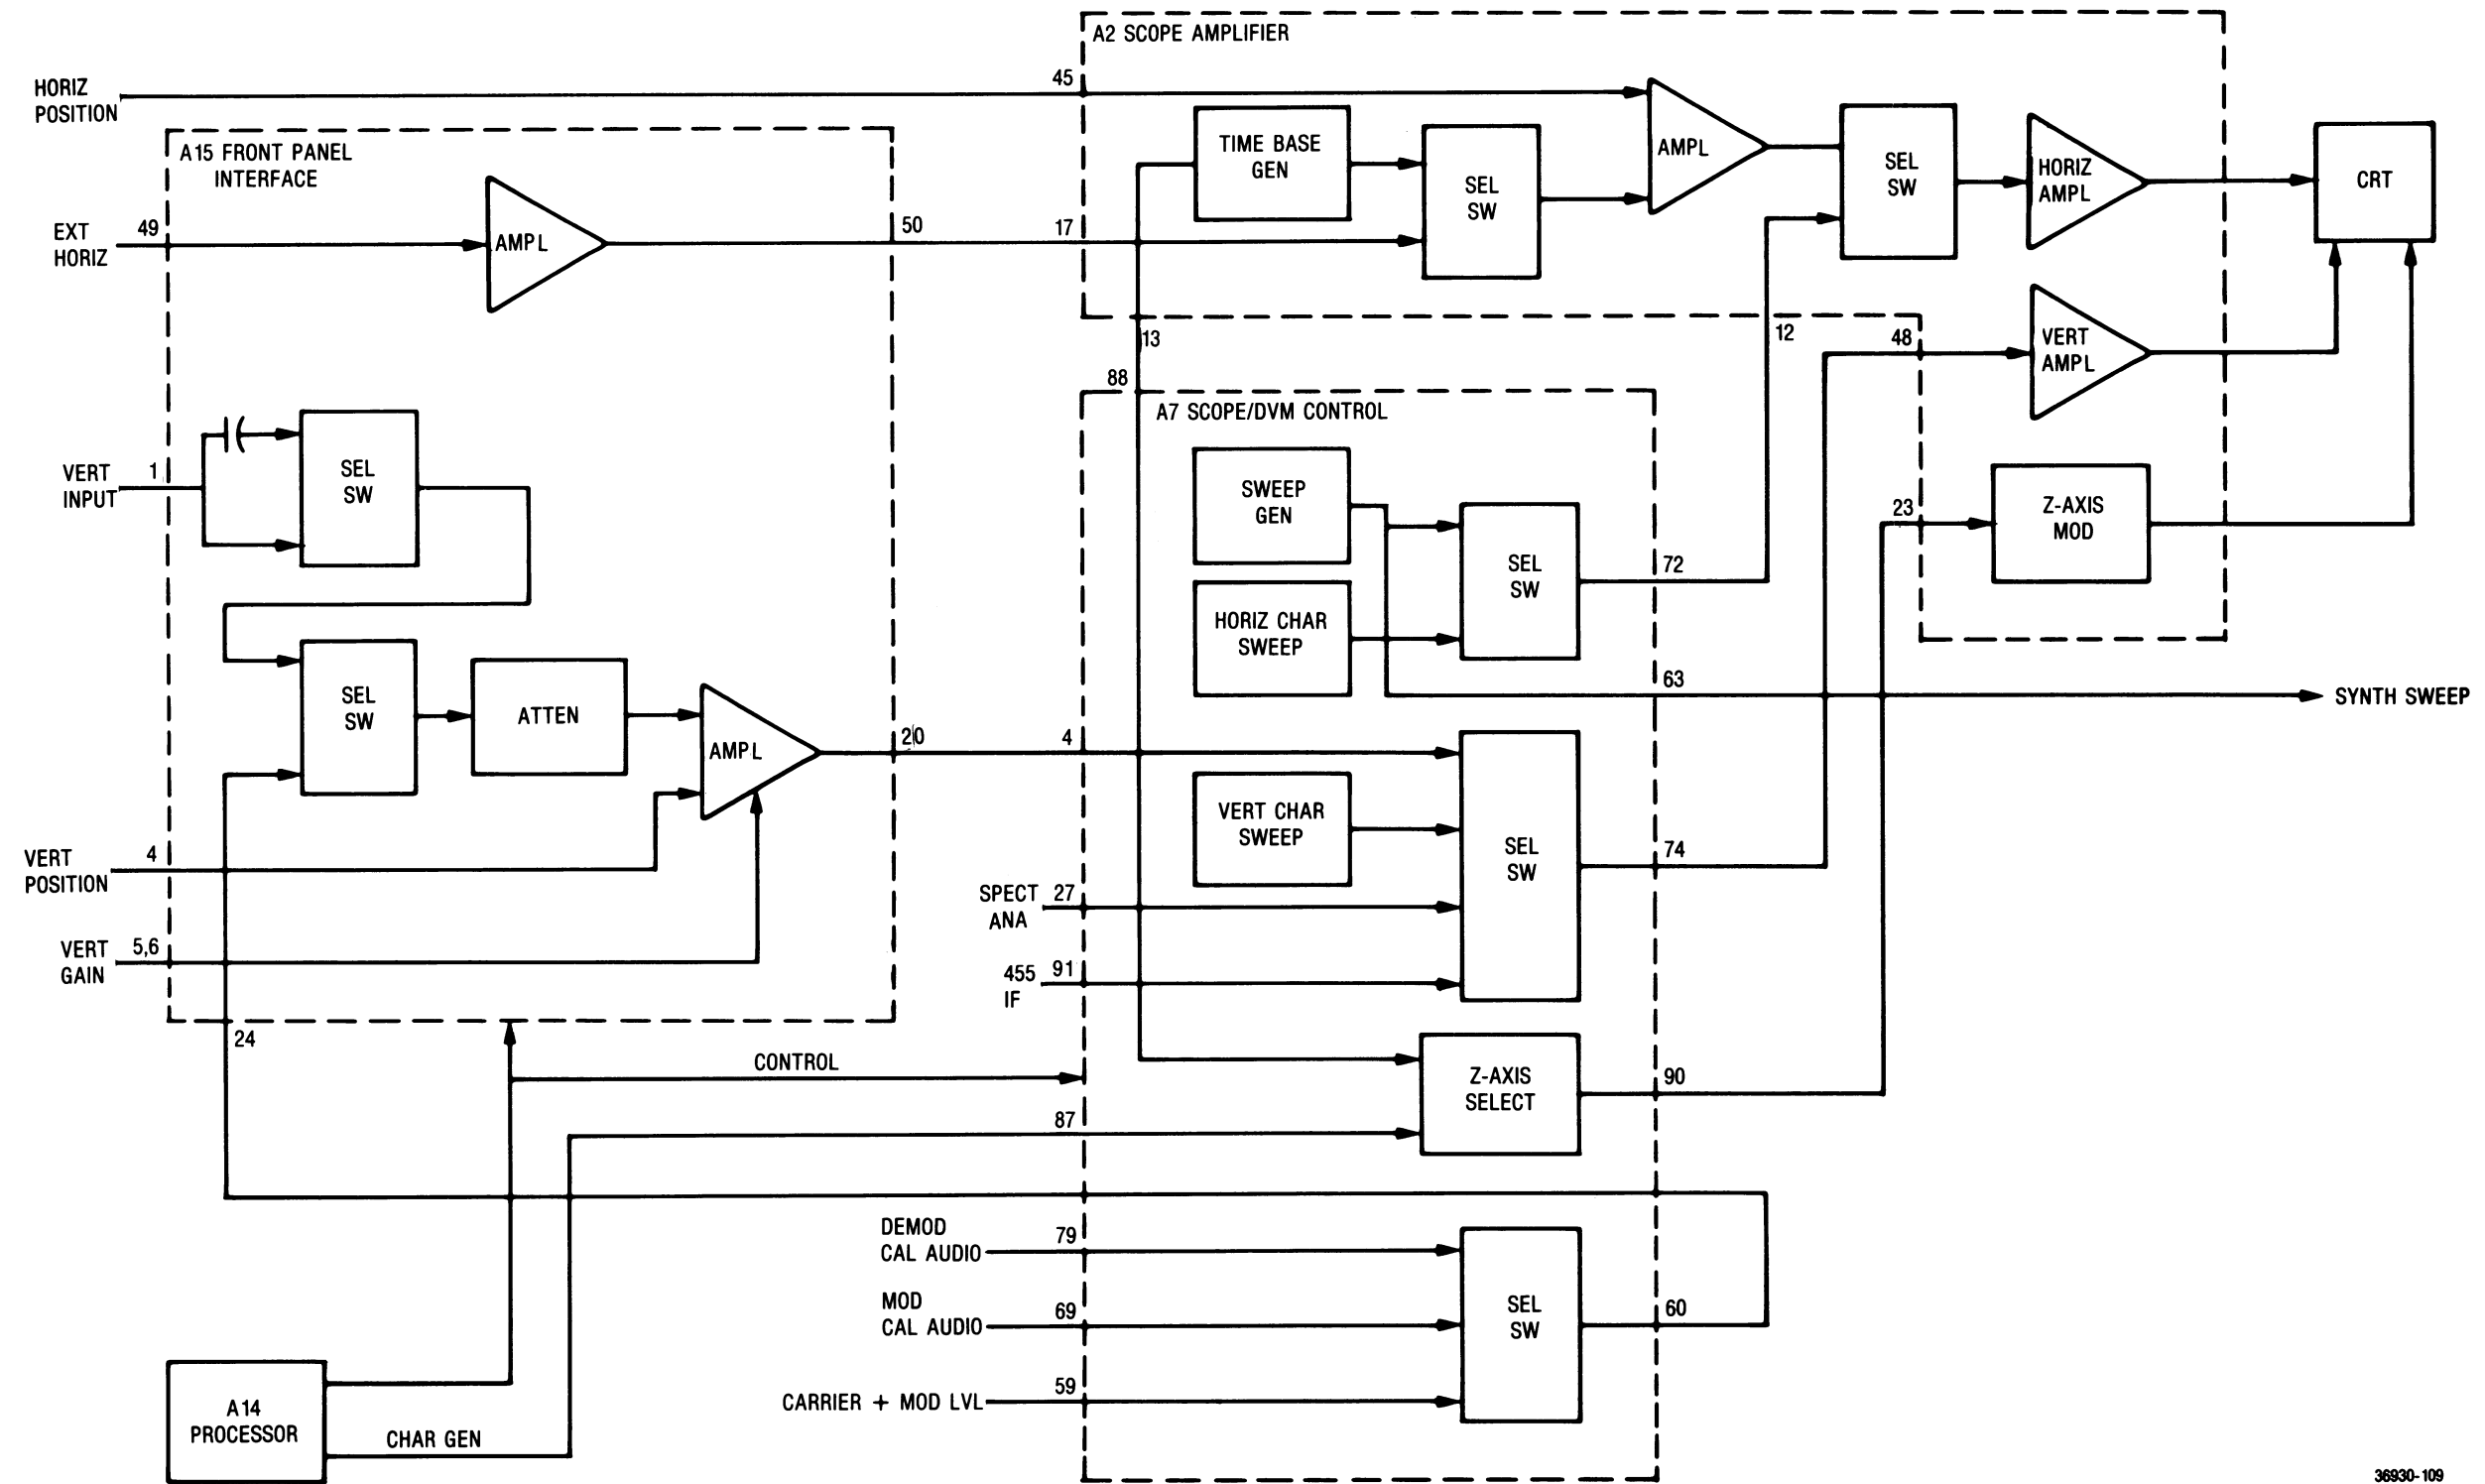 A2 SCOPE AMPLIFIER
HORIZ
POSITION
45
A15 FRONT PANEL
INTERFACE
TIME BASE
GEN
SEL
SW
AMPL
SEL
SW
HORIZ
AMPL
CRT
EXT
HORIZ
49
AMPL
50
17
13
12
48
VERT
AMPL
88
A7 SCOPE/DVM CONTROL
VERT
INPUT
1
SEL
SW
SWEEP
GEN
SEL
SW
72
23
Z-AXIS
MOD
HORIZ CHAR
SWEEP
63
SYNTH SWEEP
SEL
SW
ATTEN
AMPL
20
4
VERT CHAR
SWEEP
SEL
SW
74
VERT
POSITION
4
SPECT
ANA
27
VERT
GAIN
5,6
455
IF
91
24
CONTROL
Z-AXIS
SELECT
90
87
DEMOD
CAL AUDIO
79
MOD
CAL AUDIO
69
SEL
SW
60
CARRIER + MOD LVL
59
A14
PROCESSOR
CHAR GEN
36930-109